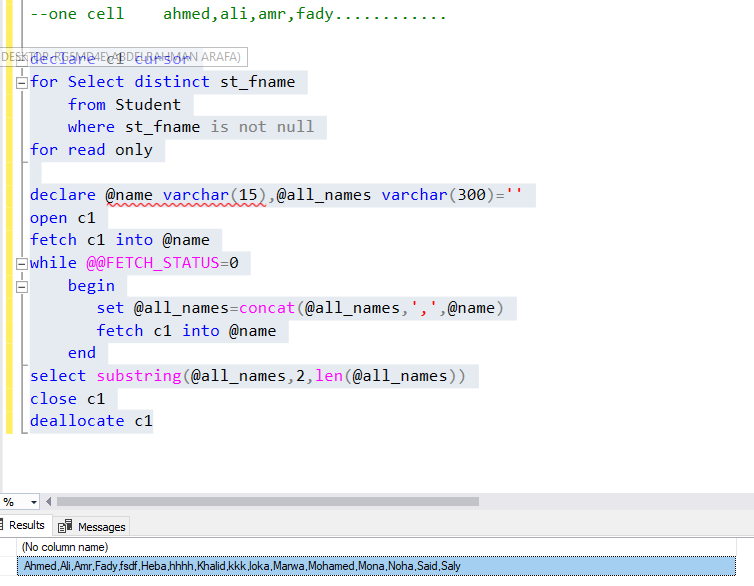 --one cell    ahmed,ali,amr,fady............
declare c1 cursor
for Select distinct st_fname
from Student
where st_fname is not null
for read only
declare @name varchar(15),@all_names varchar(300)=''
open c1
fetch c1 into @name
while @@FETCH_STATUS=0
begin
set @all_names=concat(@all_names,',',@name)
fetch c1 into @name
end
select substring(@all_names,2,len(@all_names))
close c1
deallocate c1
%
Results Messages
(No column name)
Ahmed,Ali,Amr,Fady,fsdf,Heba,hhhh,Khalid,kkk,loka,Marwa,Mohamed,Mona,Noha,Said,Saly